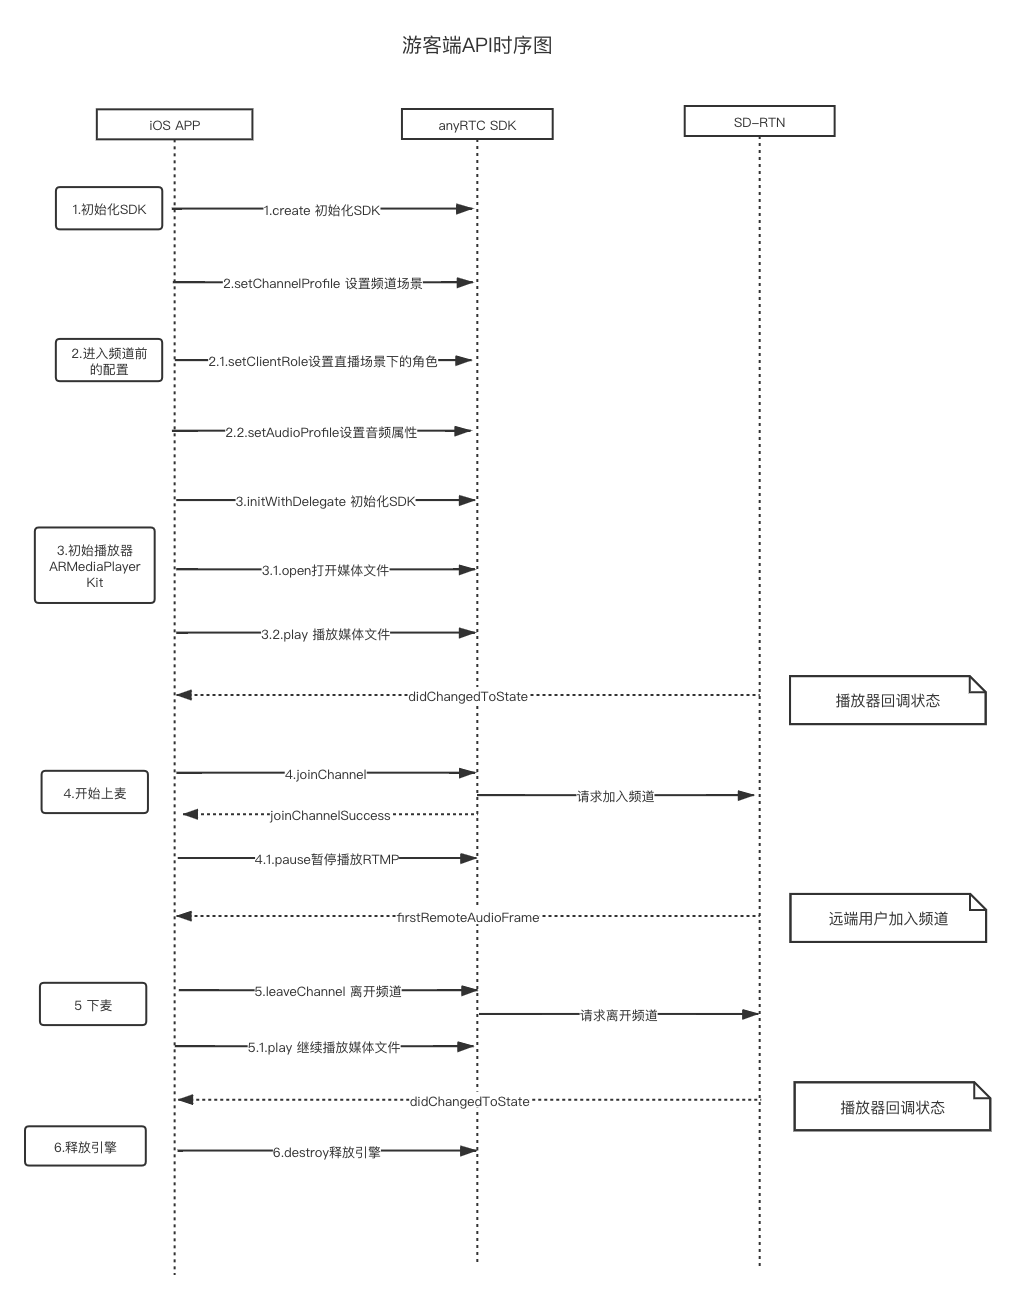 游客端API时序图
iOS APP
anyRTC SDK
SD-RTN
1.初始化SDK
1.create 初始化SDK
2.setChannelProfile 设置频道场景
2.进入频道前
的配置
2.1.setClientRole设置直播场景下的角色
2.2.setAudioProfile设置音频属性
3.initWithDelegate 初始化SDK
3.初始播放器
ARMediaPlayer
Kit
3.1.open打开媒体文件
3.2.play 播放媒体文件
didChangedToState
播放器回调状态
4.开始上麦
4.joinChannel
请求加入频道
joinChannelSuccess
4.1.pause暂停播放RTMP
firstRemoteAudioFrame
远端用户加入频道
5 下麦
5.leaveChannel 离开频道
请求离开频道
5.1.play 继续播放媒体文件
didChangedToState
播放器回调状态
6.释放引擎
6.destroy释放引擎